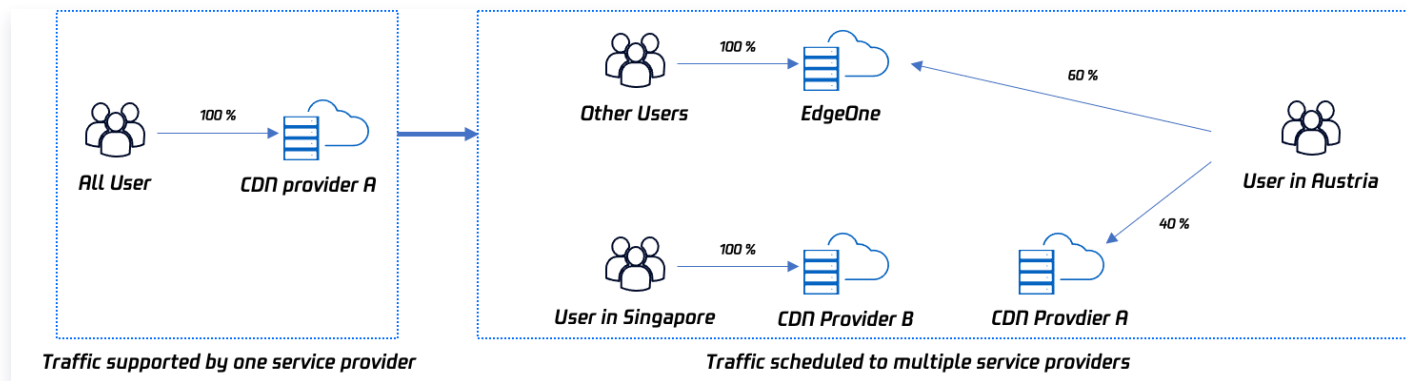 100 %
All User
CDN provider A
Traffic supported by one service provider
100 %
Other Users
EdgeOne
60 %
User in Austria
40 %
100 %
User in Singapore
CDN Provider B
CDN Provdier A
Traffic scheduled to multiple service providers